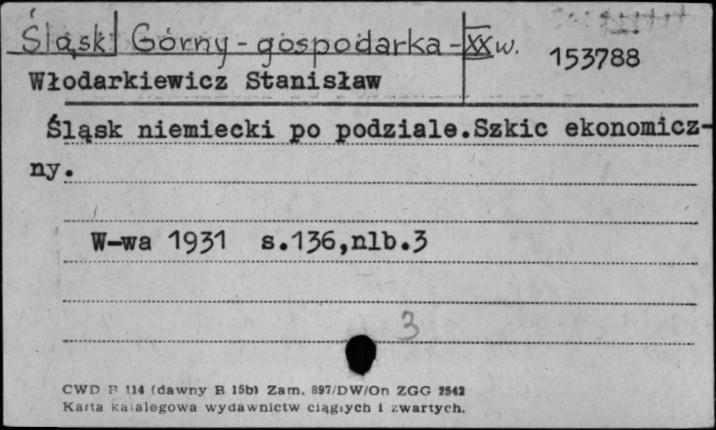 Śląsk Górny - gospodarka - XX w.
153788
Włodarkiewicz Stanisław
Śląsk niemiecki po podziale.Szkic ekonomicz-
ny.
W-wa 1931 s.136,nlb.3
3
CWD B 114 (dawny B 15b) Zam. 897/DW/On ZGG 2542
Karta katalogowa wydawnictw ciągłych i zwartych.